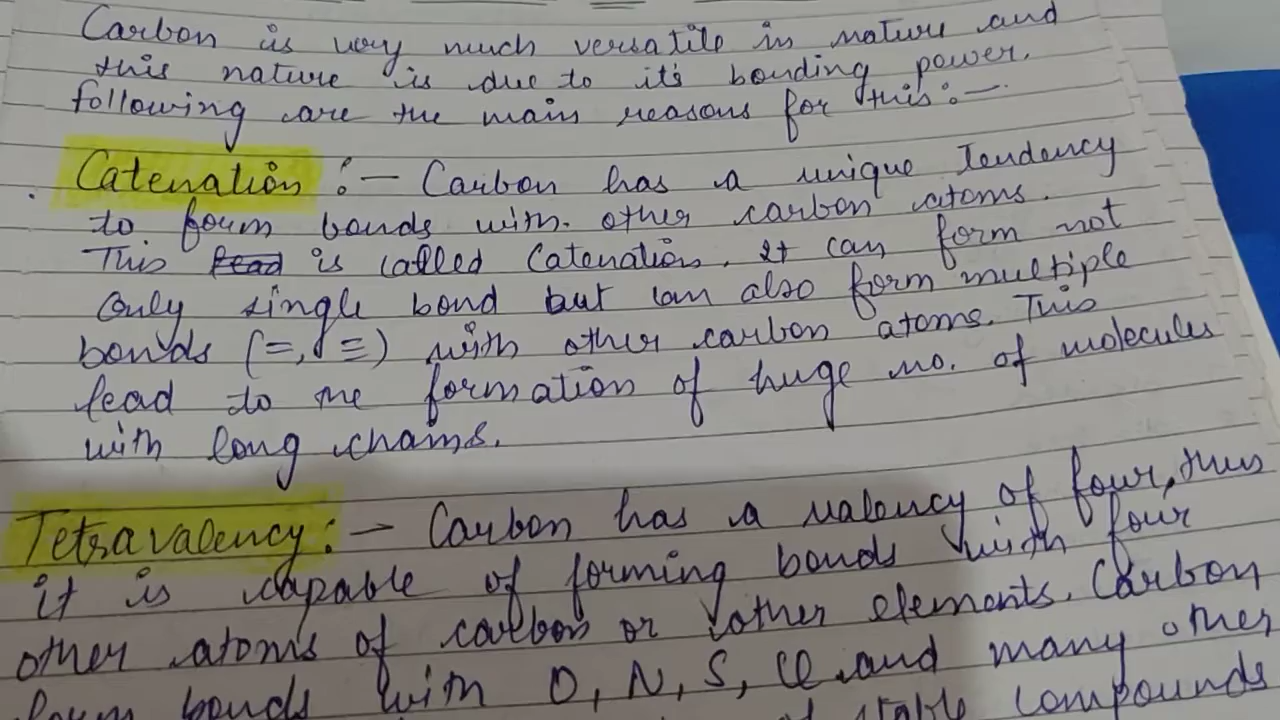 Carbon is very much versatile in nature and
this nature is due to it's bonding power.
following are the main reasons for this:-
Catenation :- Carbon has a unique Tendency
to form bonds with other carbon atoms.
This lead is called Catenation. It can form not
only single bond but can also form multiple
bonds (=, ≡) with other carbon atoms. This
lead to the formation of huge no. of molecules
with long chains.
Tetravalency:- Carbon has a valency of four, thus
it is capable of forming bonds with four
other atoms of carbon or other elements. Carbon
form bonds with O, N, S, Cl and many other
stable compounds